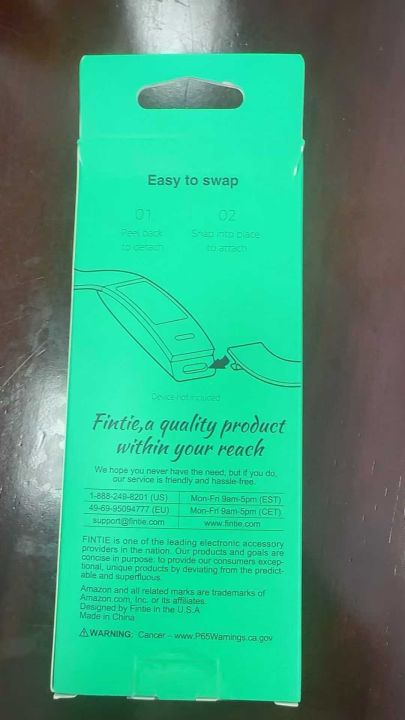 Easy to swap
01
02
Peel back
to detach
Snap into place
to attach
Device not included
Fintie,a quality product
within your reach
We hope you never have the need, but if you do,
our service is friendly and hassle-free.
1-888-249-8201 (US)
Mon-Fri 9am-5pm (EST)
49-69-95094777 (EU)
Mon-Fri 9am-5pm (CET)
support@fintie.com
www.fintie.com
FINTIE is one of the leading electronic accessory
providers in the nation. Our products and goals are
concise in purpose: to provide our consumers excep-
tional, unique products by deviating from the predict-
able and superfluous.
Amazon and all related marks are trademarks of
Amazon.com, Inc. or its affiliates.
Designed by Fintie in the U.S.A
Made in China
⚠WARNING: Cancer – www.P65Warnings.ca.gov